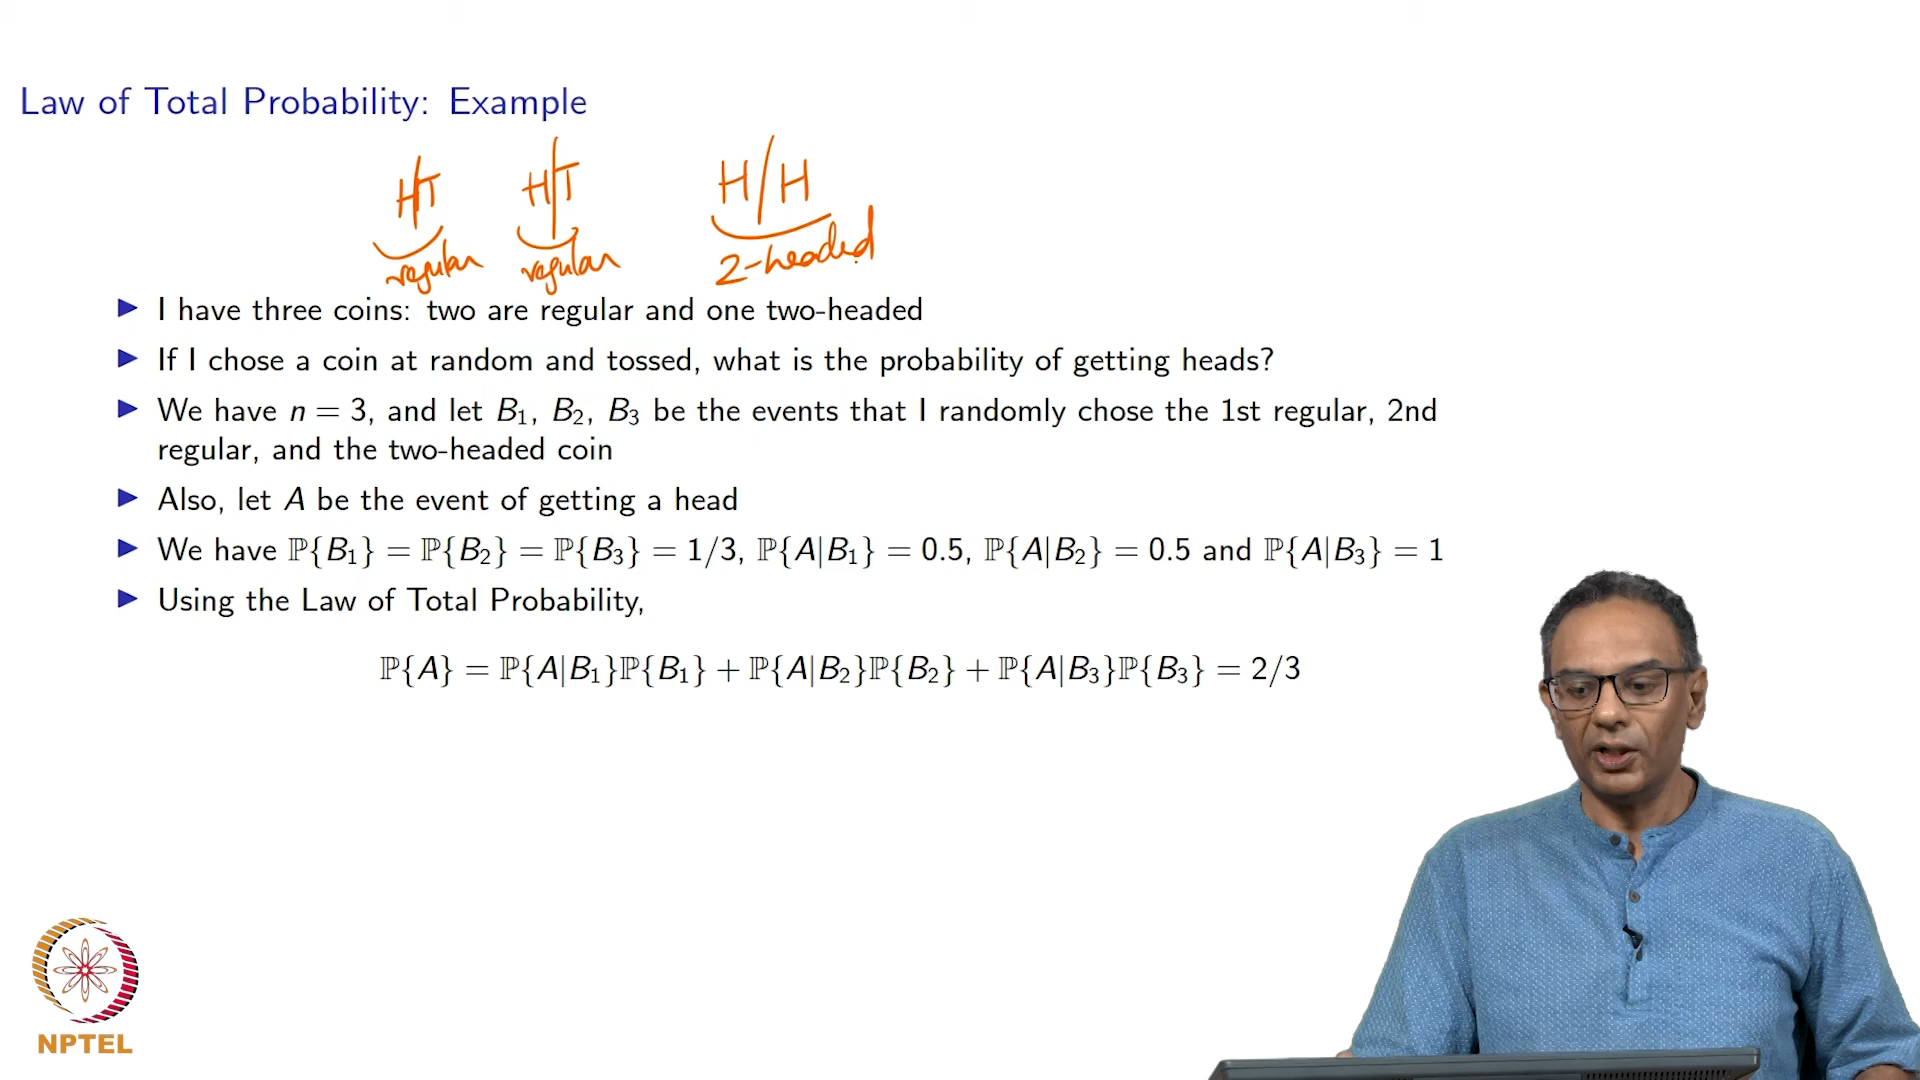 Law of Total Probability: Example
H/T H/T H/H
regular regular 2-headed
▶ I have three coins: two are regular and one two-headed
▶ If I chose a coin at random and tossed, what is the probability of getting heads?
▶ We have n = 3, and let B₁, B₂, B₃ be the events that I randomly chose the 1st regular, 2nd
regular, and the two-headed coin
▶ Also, let A be the event of getting a head
▶ We have ℙ{B₁} = ℙ{B₂} = ℙ{B₃} = 1/3, ℙ{A|B₁} = 0.5, ℙ{A|B₂} = 0.5 and ℙ{A|B₃} = 1
▶ Using the Law of Total Probability,
ℙ{A} = ℙ{A|B₁}ℙ{B₁} + ℙ{A|B₂}ℙ{B₂} + ℙ{A|B₃}ℙ{B₃} = 2/3
NPTEL